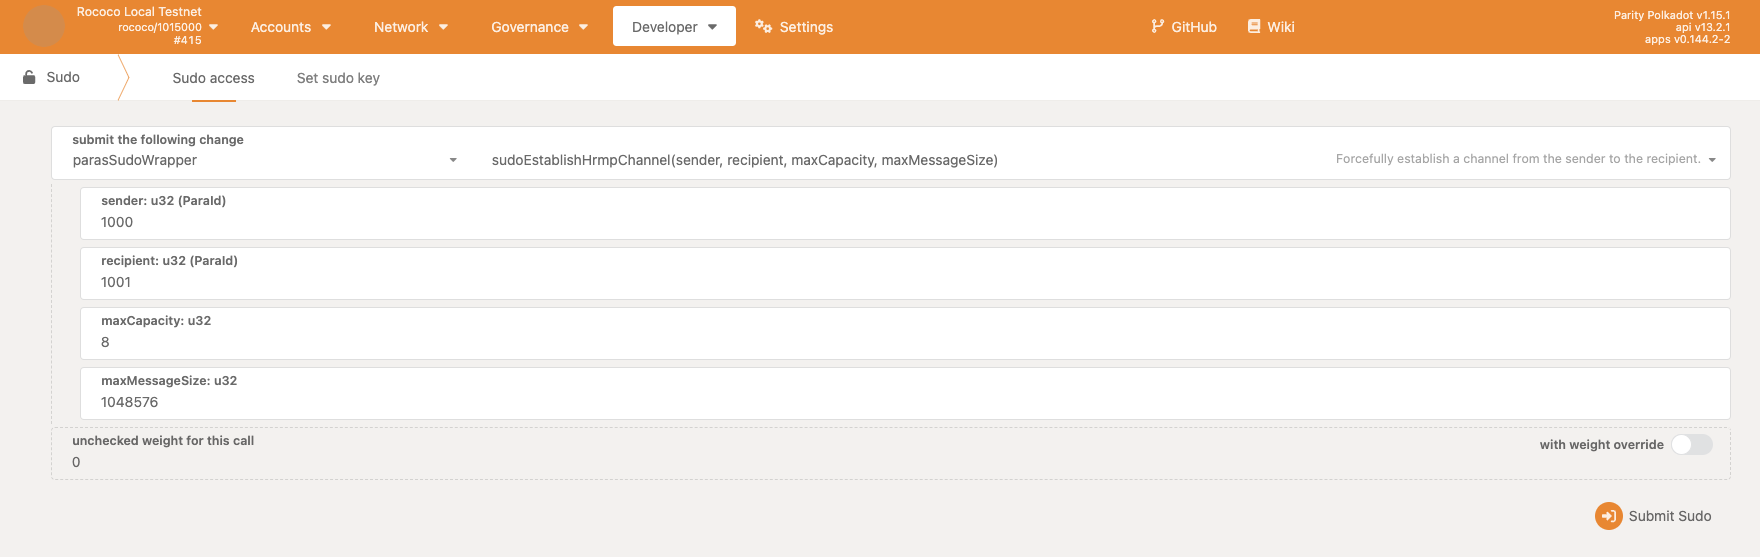 Rococo Local Testnet
rococo/1015000
#415
Accounts
Network
Governance
Developer
Settings
GitHub
Wiki
Parity Polkadot v1.15.1
api v13.2.1
apps v0.144.2-2
Sudo
Sudo access
Set sudo key
submit the following change
parasSudoWrapper
sudoEstablishHrmpChannel(sender, recipient, maxCapacity, maxMessageSize)
Forcefully establish a channel from the sender to the recipient.
sender: u32 (ParaId)
1000
recipient: u32 (ParaId)
1001
maxCapacity: u32
8
maxMessageSize: u32
1048576
unchecked weight for this call
0
with weight override
Submit Sudo